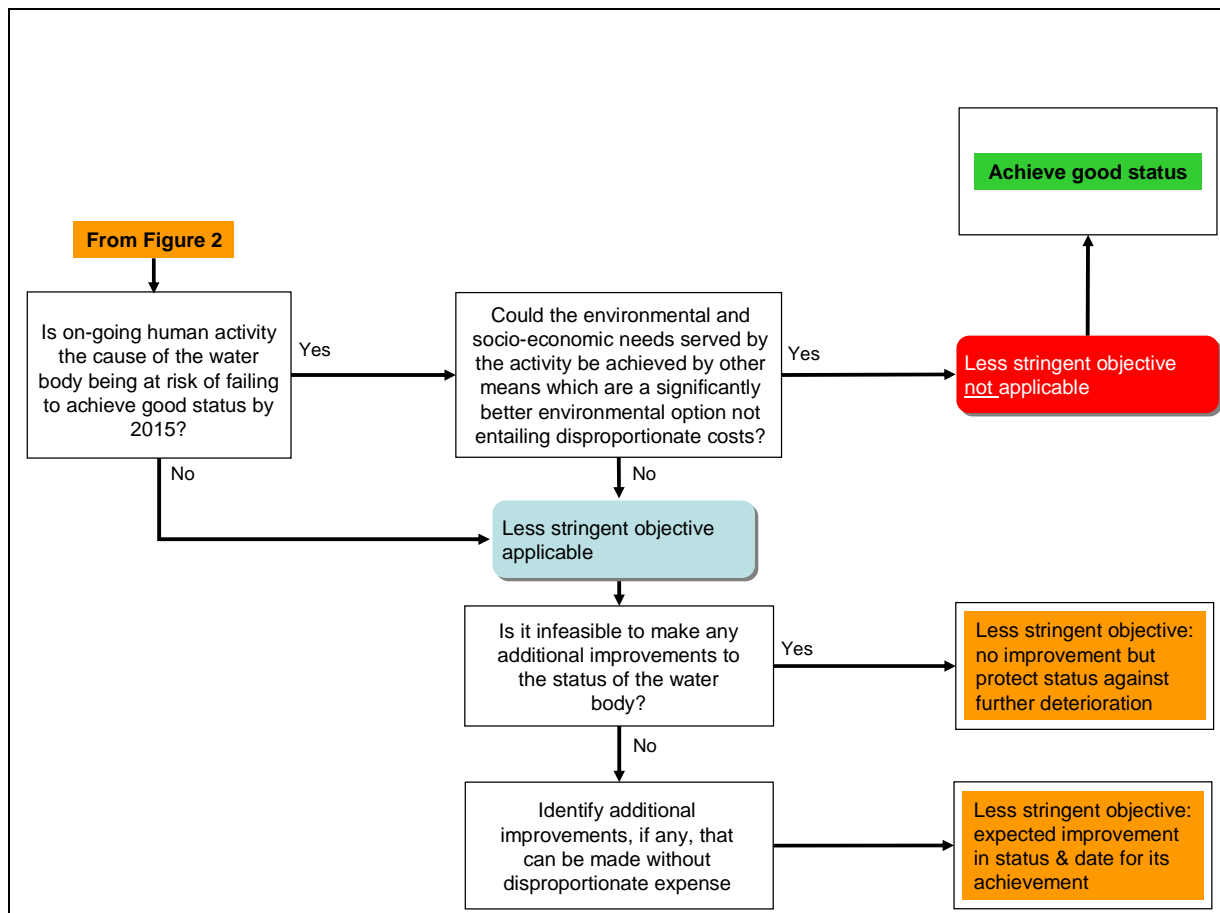 Achieve good status
From Figure 2
Is on-going human activity
the cause of the water
body being at risk of failing
to achieve good status by
2015?
Yes
Could the environmental and
socio-economic needs served by
the activity be achieved by other
means which are a significantly
better environmental option not
entailing disproportionate costs?
Yes
Less stringent objective
not applicable
No
No
Less stringent objective
applicable
Is it infeasible to make any
additional improvements to
the status of the water
body?
Yes
Less stringent objective:
no improvement but
protect status against
further deterioration
No
Identify additional
improvements, if any, that
can be made without
disproportionate expense
Less stringent objective:
expected improvement
in status & date for its
achievement